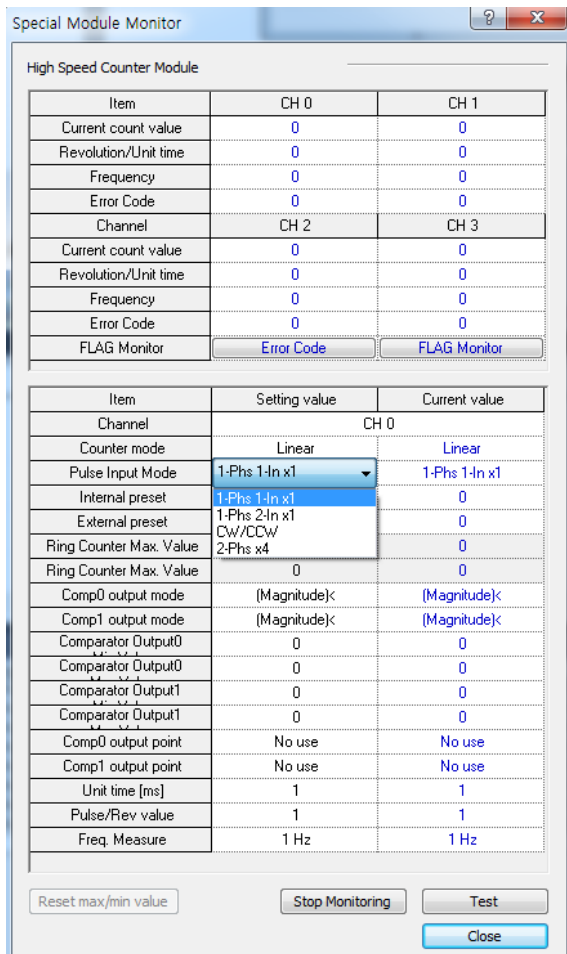 Special Module Monitor
High Speed Counter Module
Item CH 0 CH 1
Current count value 0 0
Revolution/Unit time 0 0
Frequency 0 0
Error Code 0 0
Channel CH 2 CH 3
Current count value 0 0
Revolution/Unit time 0 0
Frequency 0 0
Error Code 0 0
FLAG Monitor Error Code FLAG Monitor
Item Setting value Current value
Channel CH 0
Counter mode Linear Linear
Pulse Input Mode 1-Phs 1-In x1 1-Phs 1-In x1
Internal preset 1-Phs 1-In x1 0
1-Phs 2-In x1
External preset CW/CCW 0
Ring Counter Max. Value 2-Phs x4 0
Ring Counter Max. Value 0 0
Comp0 output mode (Magnitude)< (Magnitude)<
Comp1 output mode (Magnitude)< (Magnitude)<
Comparator Output0 0 0
Comparator Output0 0 0
Comparator Output1 0 0
Comparator Output1 0 0
Comp0 output point No use No use
Comp1 output point No use No use
Unit time [ms] 1 1
Pulse/Rev value 1 1
Freq. Measure 1 Hz 1 Hz
Reset max/min value Stop Monitoring Test
Close